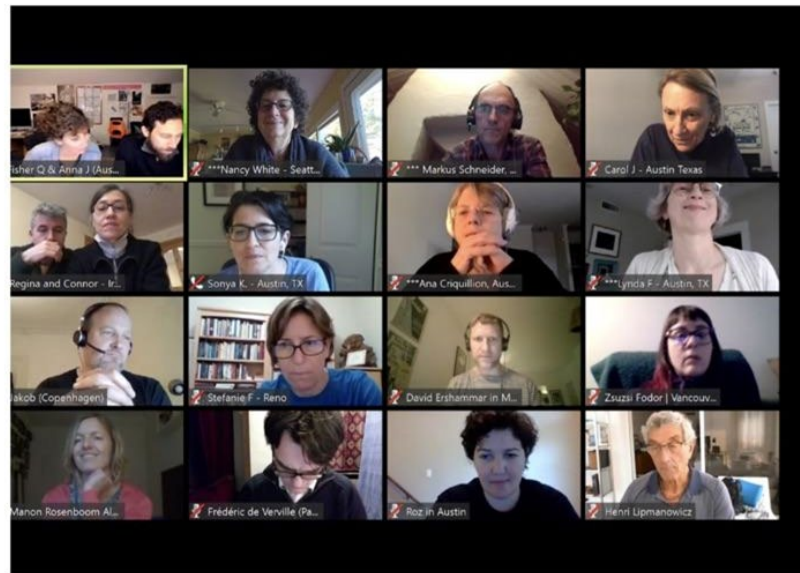 isher Q & Anna J (Aus...
***Nancy White - Seatt...
*** Markus Schneider, ...
Carol J - Austin Texas
Regina and Connor - Ir...
Sonya K. - Austin, TX
***Ana Criquillion, Aus...
***Lynda F - Austin, TX
Jakob (Copenhagen)
Stefanie F - Reno
David Ershammar in M...
Zsuzsi Fodor | Vancouv...
Manon Rosenboom Al...
Frédéric de Verville (Pa...
Roz in Austin
Henri Lipmanowicz